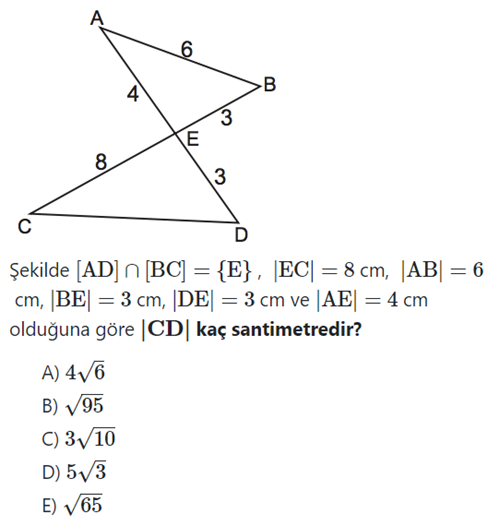 A
6
B
4
3
E
8
3
C
D
Şekilde [AD] ∩ [BC] = {E} , |EC| = 8 cm, |AB| = 6
cm, |BE| = 3 cm, |DE| = 3 cm ve |AE| = 4 cm
olduğuna göre |CD| kaç santimetredir?
A) 4√6
B) √95
C) 3√10
D) 5√3
E) √65